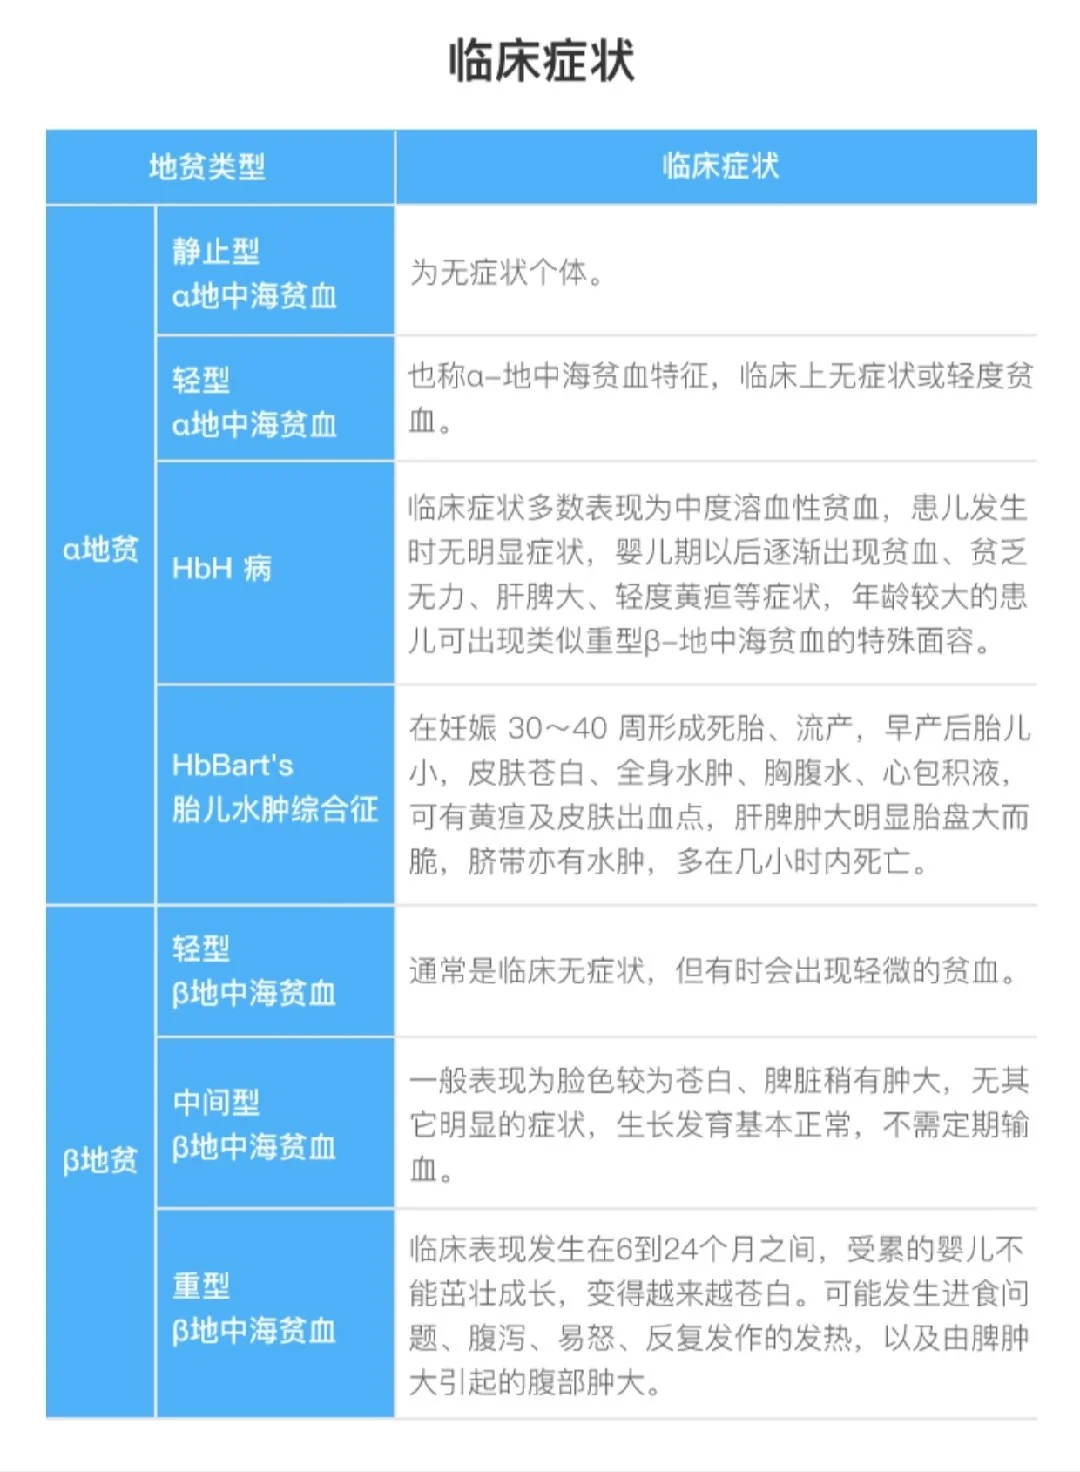 临床症状
地贫类型
临床症状
α地贫
静止型
α地中海贫血
为无症状个体。
轻型
α地中海贫血
也称α-地中海贫血特征，临床上无症状或轻度贫
血。
HbH 病
临床症状多数表现为中度溶血性贫血，患儿发生
时无明显症状，婴儿期以后逐渐出现贫血、贫乏
无力、肝脾大、轻度黄疸等症状，年龄较大的患
儿可出现类似重型β-地中海贫血的特殊面容。
HbBart's
胎儿水肿综合征
在妊娠 30～40 周形成死胎、流产，早产后胎儿
小，皮肤苍白、全身水肿、胸腹水、心包积液，
可有黄疸及皮肤出血点，肝脾肿大明显胎盘大而
脆，脐带亦有水肿，多在几小时内死亡。
β地贫
轻型
β地中海贫血
通常是临床无症状，但有时会出现轻微的贫血。
中间型
β地中海贫血
一般表现为脸色较为苍白、脾脏稍有肿大，无其
它明显的症状，生长发育基本正常，不需定期输
血。
重型
β地中海贫血
临床表现发生在6到24个月之间，受累的婴儿不
能茁壮成长，变得越来越苍白。可能发生进食问
题、腹泻、易怒、反复发作的发热，以及由脾肿
大引起的腹部肿大。